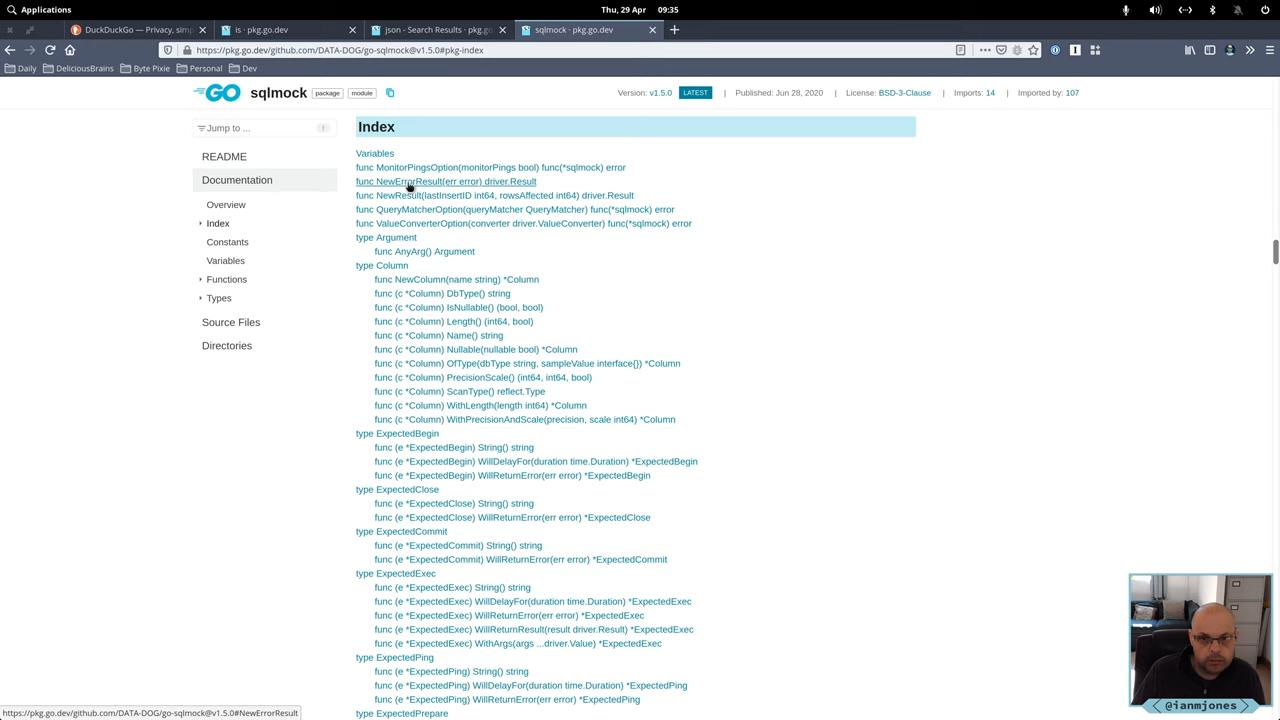 Applications
Thu, 29 Apr 09:35
DuckDuckGo — Privacy, simp
is · pkg.go.dev
json - Search Results · pkg.go
sqlmock · pkg.go.dev
https://pkg.go.dev/github.com/DATA-DOG/go-sqlmock@v1.5.0#pkg-index
Daily
DeliciousBrains
Byte Pixie
Personal
Dev
GO
sqlmock
package
module
Version: v1.5.0
LATEST
| Published: Jun 28, 2020
| License: BSD-3-Clause
| Imports: 14
| Imported by: 107
Jump to ...
README
Documentation
Overview
Index
Constants
Variables
Functions
Types
Source Files
Directories
Index
Variables
func MonitorPingsOption(monitorPings bool) func(*sqlmock) error
func NewErrorResult(err error) driver.Result
func NewResult(lastInsertID int64, rowsAffected int64) driver.Result
func QueryMatcherOption(queryMatcher QueryMatcher) func(*sqlmock) error
func ValueConverterOption(converter driver.ValueConverter) func(*sqlmock) error
type Argument
func AnyArg() Argument
type Column
func NewColumn(name string) *Column
func (c *Column) DbType() string
func (c *Column) IsNullable() (bool, bool)
func (c *Column) Length() (int64, bool)
func (c *Column) Name() string
func (c *Column) Nullable(nullable bool) *Column
func (c *Column) OfType(dbType string, sampleValue interface{}) *Column
func (c *Column) PrecisionScale() (int64, int64, bool)
func (c *Column) ScanType() reflect.Type
func (c *Column) WithLength(length int64) *Column
func (c *Column) WithPrecisionAndScale(precision, scale int64) *Column
type ExpectedBegin
func (e *ExpectedBegin) String() string
func (e *ExpectedBegin) WillDelayFor(duration time.Duration) *ExpectedBegin
func (e *ExpectedBegin) WillReturnError(err error) *ExpectedBegin
type ExpectedClose
func (e *ExpectedClose) String() string
func (e *ExpectedClose) WillReturnError(err error) *ExpectedClose
type ExpectedCommit
func (e *ExpectedCommit) String() string
func (e *ExpectedCommit) WillReturnError(err error) *ExpectedCommit
type ExpectedExec
func (e *ExpectedExec) String() string
func (e *ExpectedExec) WillDelayFor(duration time.Duration) *ExpectedExec
func (e *ExpectedExec) WillReturnError(err error) *ExpectedExec
func (e *ExpectedExec) WillReturnResult(result driver.Result) *ExpectedExec
func (e *ExpectedExec) WithArgs(args ...driver.Value) *ExpectedExec
type ExpectedPing
func (e *ExpectedPing) String() string
func (e *ExpectedPing) WillDelayFor(duration time.Duration) *ExpectedPing
func (e *ExpectedPing) WillReturnError(err error) *ExpectedPing
type ExpectedPrepare
https://pkg.go.dev/github.com/DATA-DOG/go-sqlmock@v1.5.0#NewErrorResult
@ianmjones